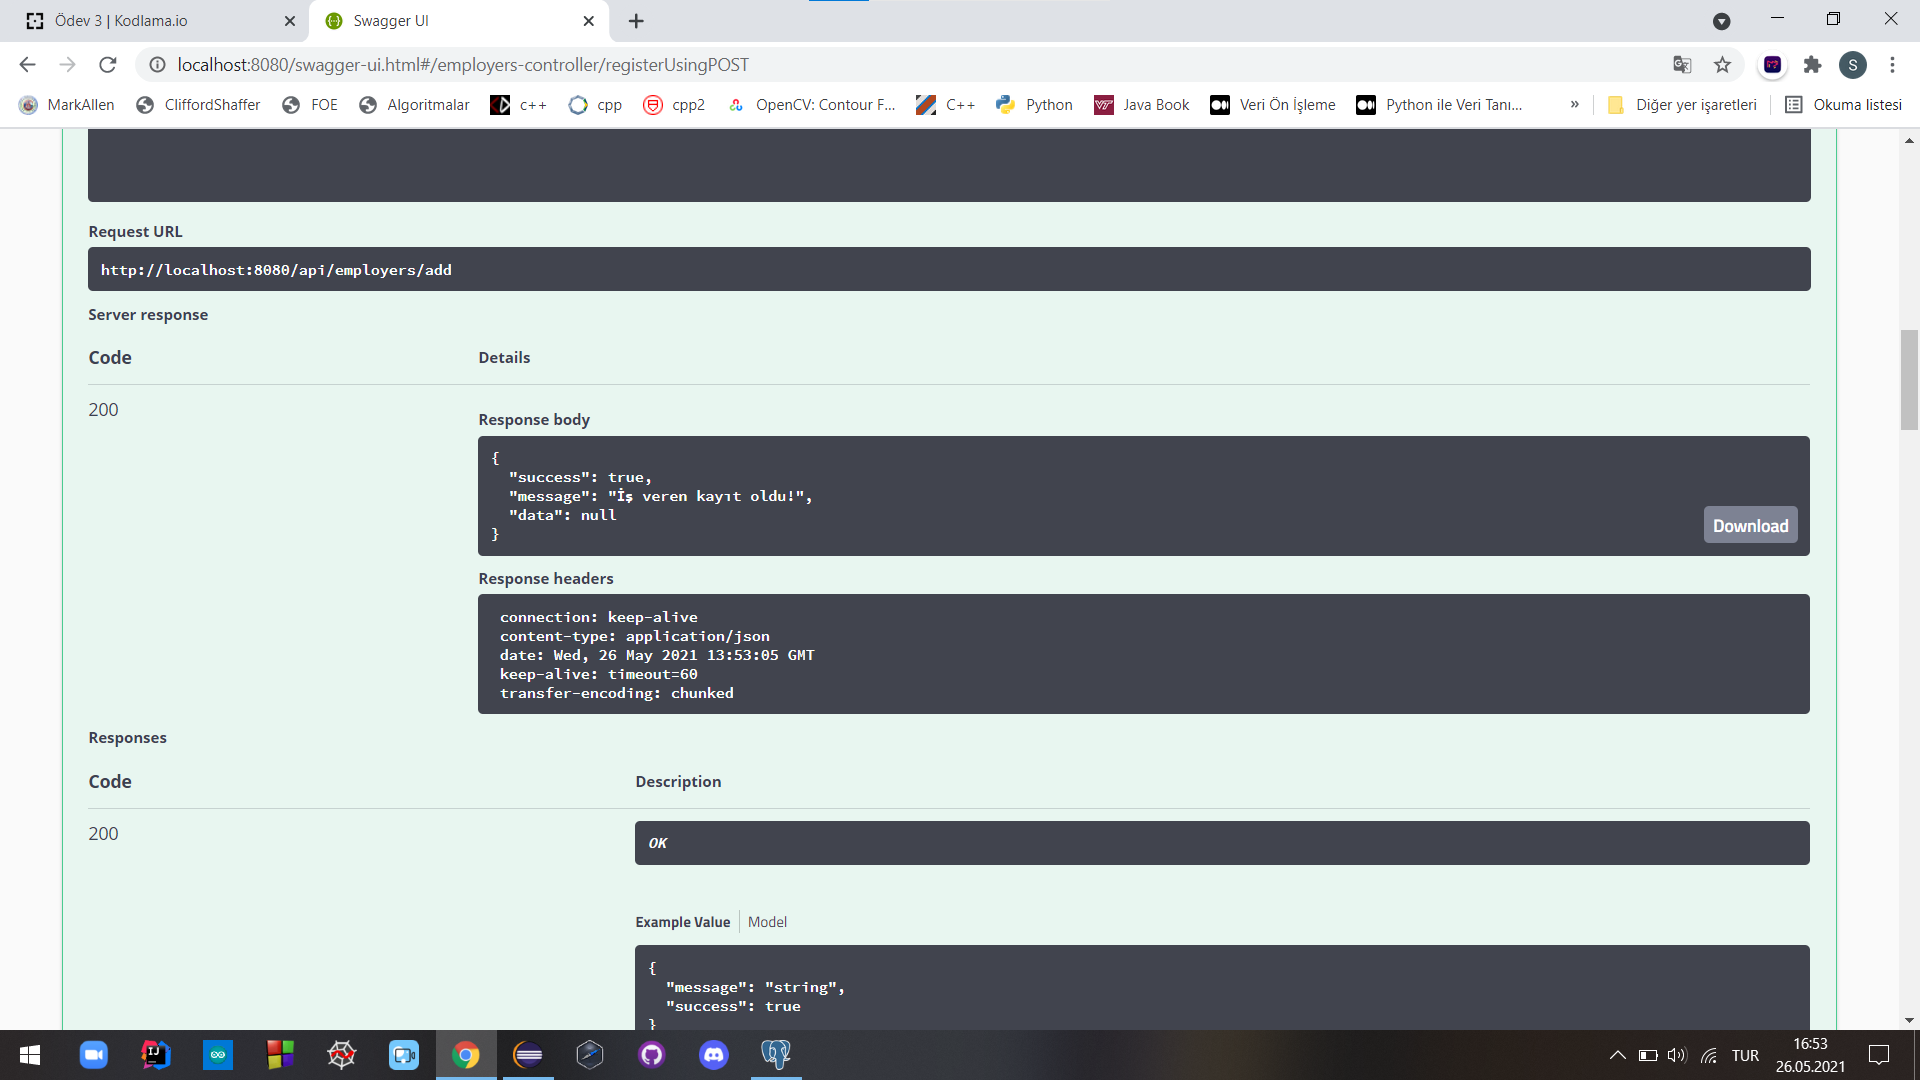 Ödev 3 | Kodlama.io
Swagger UI
localhost:8080/swagger-ui.html#/employers-controller/registerUsingPOST
S
MarkAllen
CliffordShaffer
FOE
Algoritmalar
c++
cpp
cpp2
OpenCV: Contour F...
C++
Python
Java Book
Veri Ön İşleme
Python ile Veri Tanı...
»
Diğer yer işaretleri
Okuma listesi
Request URL
http://localhost:8080/api/employers/add
Server response
Code Details
200
Response body
{
"success": true,
"message": "İş veren kayıt oldu!",
"data": null
}
Download
Response headers
connection: keep-alive
content-type: application/json
date: Wed, 26 May 2021 13:53:05 GMT
keep-alive: timeout=60
transfer-encoding: chunked
Responses
Code Description
200
OK
Example Value Model
{
"message": "string",
"success": true
}
TUR
16:53
26.05.2021